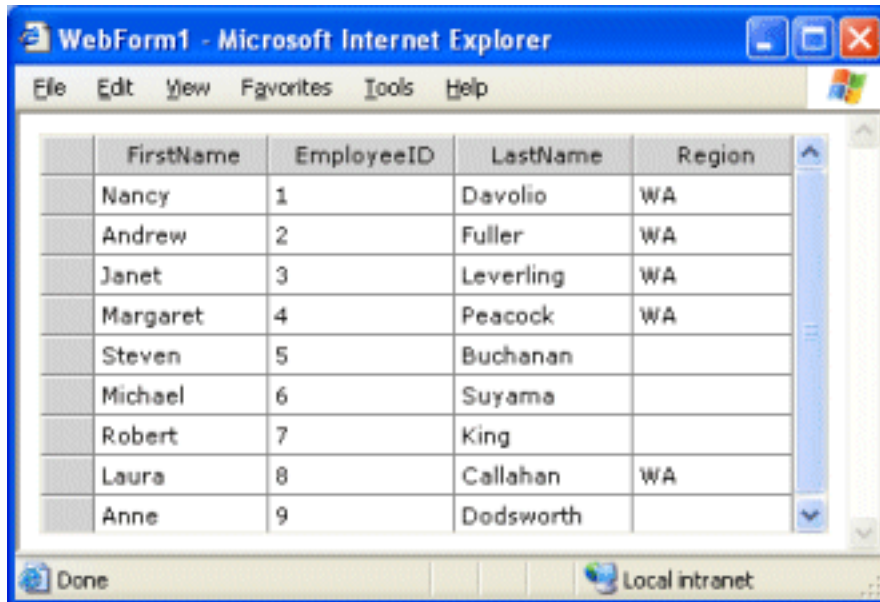 WebForm1 - Microsoft Internet Explorer
File Edit View Favorites Tools Help
FirstName EmployeeID LastName Region
Nancy 1 Davolio WA
Andrew 2 Fuller WA
Janet 3 Leverling WA
Margaret 4 Peacock WA
Steven 5 Buchanan
Michael 6 Suyama
Robert 7 King
Laura 8 Callahan WA
Anne 9 Dodsworth
Done Local intranet